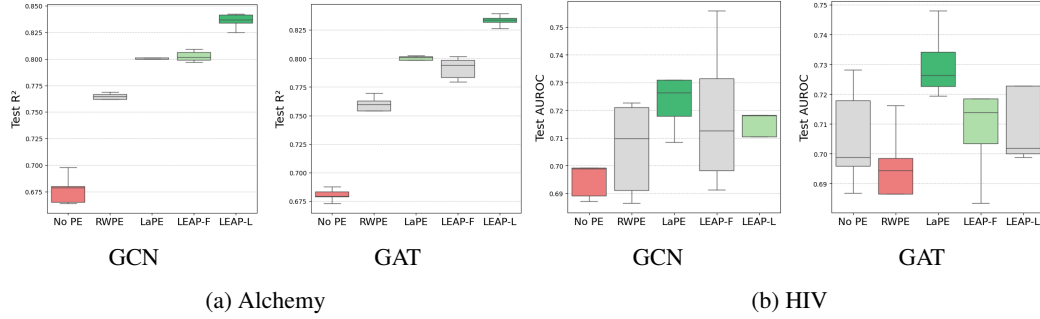 Test R²
0.850
0.825
0.800
0.775
0.750
0.725
0.700
0.675
No PE RWPE LaPE LEAP-F LEAP-L
GCN
Test R²
0.825
0.800
0.775
0.750
0.725
0.700
0.675
No PE RWPE LaPE LEAP-F LEAP-L
GAT
(a) Alchemy
Test AUROC
0.75
0.74
0.73
0.72
0.71
0.70
0.69
No PE RWPE LaPE LEAP-F LEAP-L
GCN
Test AUROC
0.75
0.74
0.73
0.72
0.71
0.70
0.69
No PE RWPE LaPE LEAP-F LEAP-L
GAT
(b) HIV